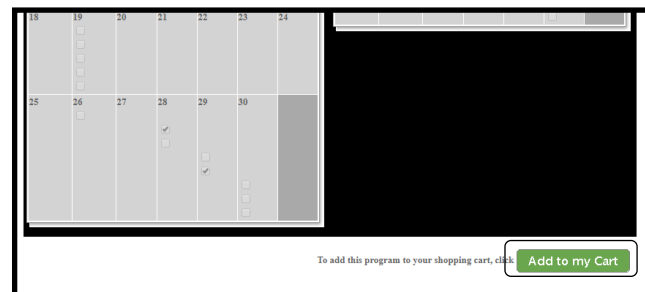 18 19 20 21 22 23 24
25 26 27 28 29 30
To add this program to your shopping cart, click Add to my Cart